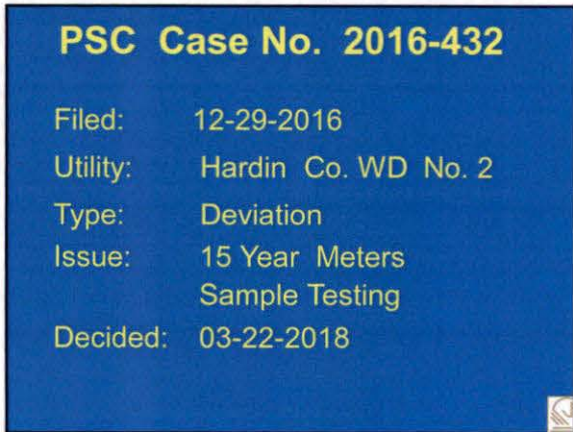 PSC Case No. 2016-432
Filed: 12-29-2016
Utility: Hardin Co. WD No. 2
Type: Deviation
Issue: 15 Year Meters
Sample Testing
Decided: 03-22-2018